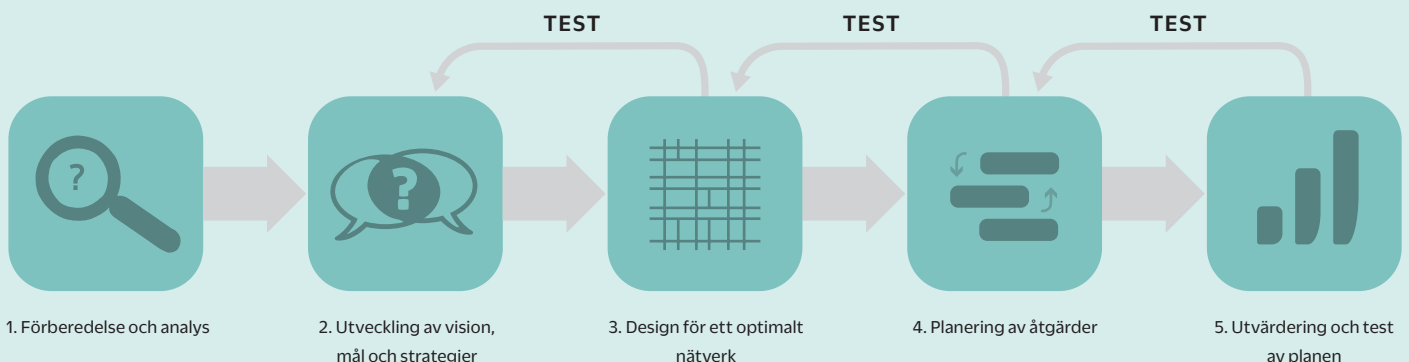 TEST
TEST
TEST
?
?
1. Förberedelse och analys
2. Utveckling av vision,
mål och strategier
3. Design för ett optimalt
nätverk
4. Planering av åtgärder
5. Utvärdering och test
av planen